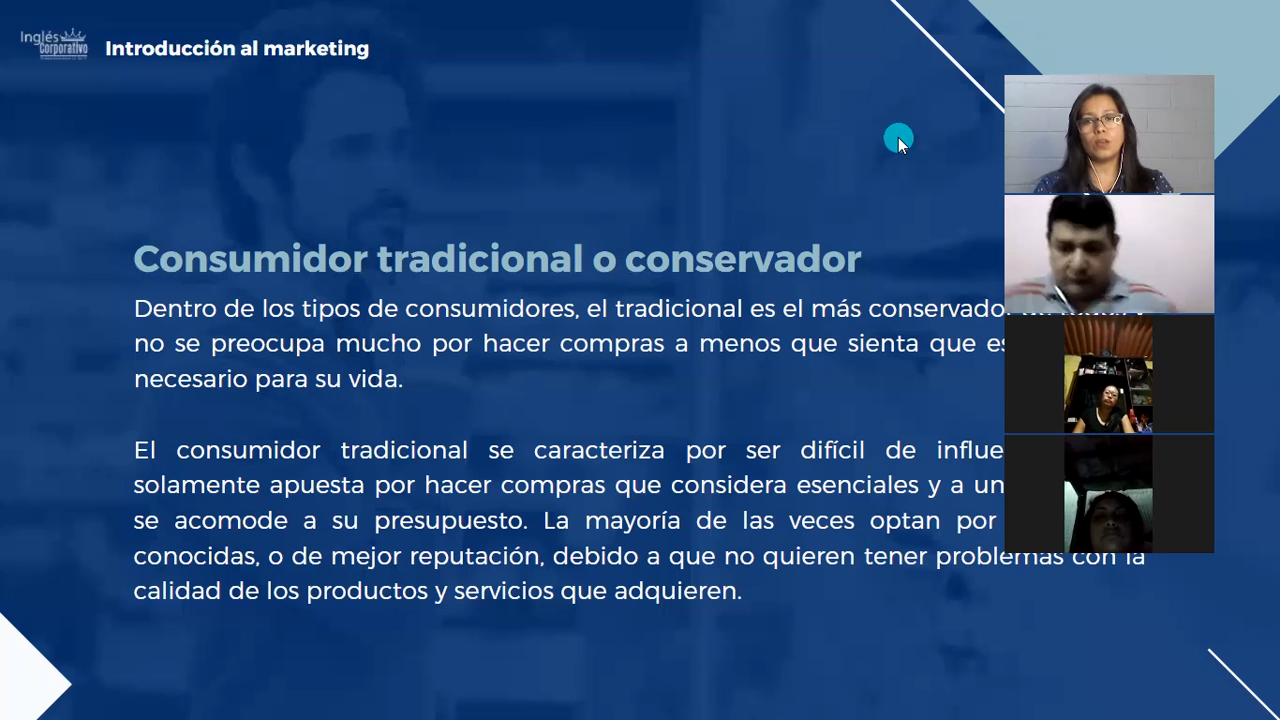 Inglés
Corporativo
Introducción al marketing
Consumidor tradicional o conservador
Dentro de los tipos de consumidores, el tradicional es el más conservador
no se preocupa mucho por hacer compras a menos que sienta que
necesario para su vida.
El consumidor tradicional se caracteriza por ser difícil de
solamente apuesta por hacer compras que considera esenciales y a un
se acomode a su presupuesto. La mayoría de las veces optan por
conocidas, o de mejor reputación, debido a que no quieren tener problemas con la
calidad de los productos y servicios que adquieren.